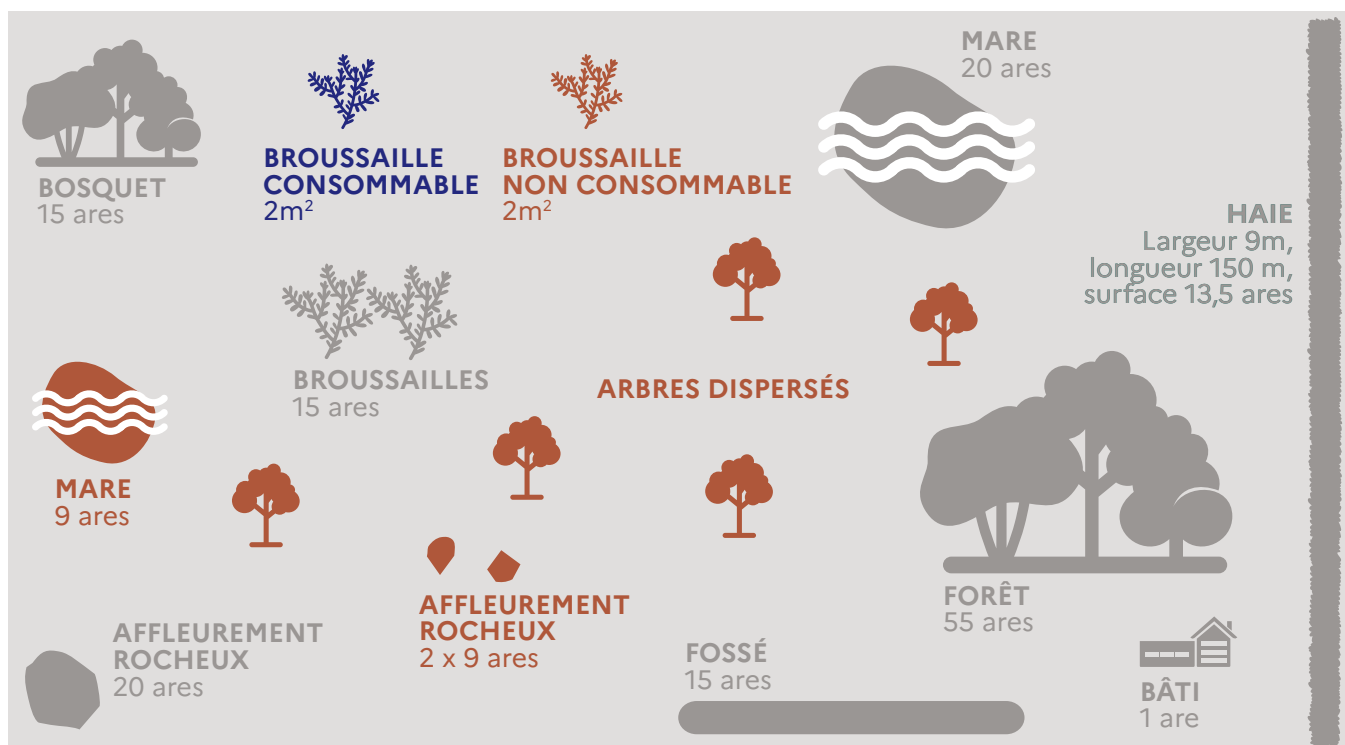 MARE
20 ares
BOSQUET
15 ares
BROUSSAILLE
CONSOMMABLE
2m²
BROUSSAILLE
NON CONSOMMABLE
2m²
HAIE
Largeur 9m,
longueur 150 m,
surface 13,5 ares
BROUSSAILLES
15 ares
ARBRES DISPERSÉS
MARE
9 ares
AFFLEUREMENT
ROCHEUX
2 x 9 ares
FORÊT
55 ares
AFFLEUREMENT
ROCHEUX
20 ares
FOSSÉ
15 ares
BÂTI
1 are